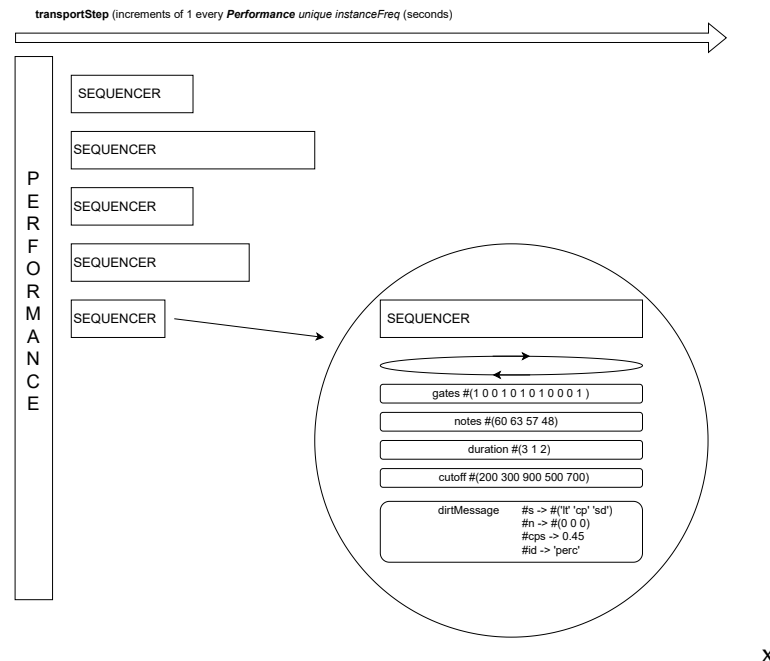 transportStep (increments of 1 every Performance unique instanceFreq (seconds)
PERFORMANCE
SEQUENCER
SEQUENCER
SEQUENCER
SEQUENCER
SEQUENCER
SEQUENCER
gates #(1 0 0 1 0 1 0 1 0 0 0 1 )
notes #(60 63 57 48)
duration #(3 1 2)
cutoff #(200 300 900 500 700)
dirtMessage #s -> #('lt' 'cp' 'sd')
#n -> #(0 0 0)
#cps -> 0.45
#id -> 'perc'
X